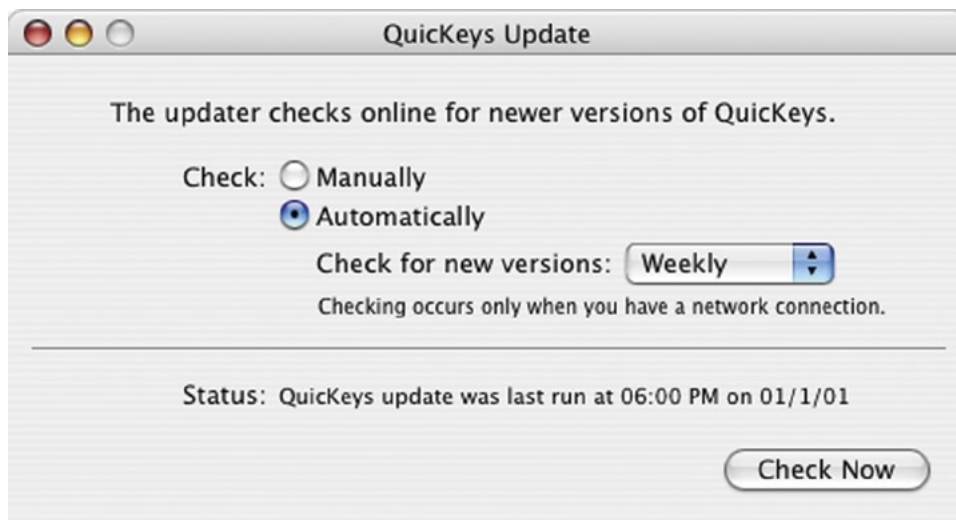 QuicKeys Update
The updater checks online for newer versions of QuicKeys.
Check: Manually
Automatically
Check for new versions: Weekly
Checking occurs only when you have a network connection.
Status: QuicKeys update was last run at 06:00 PM on 01/1/01
Check Now